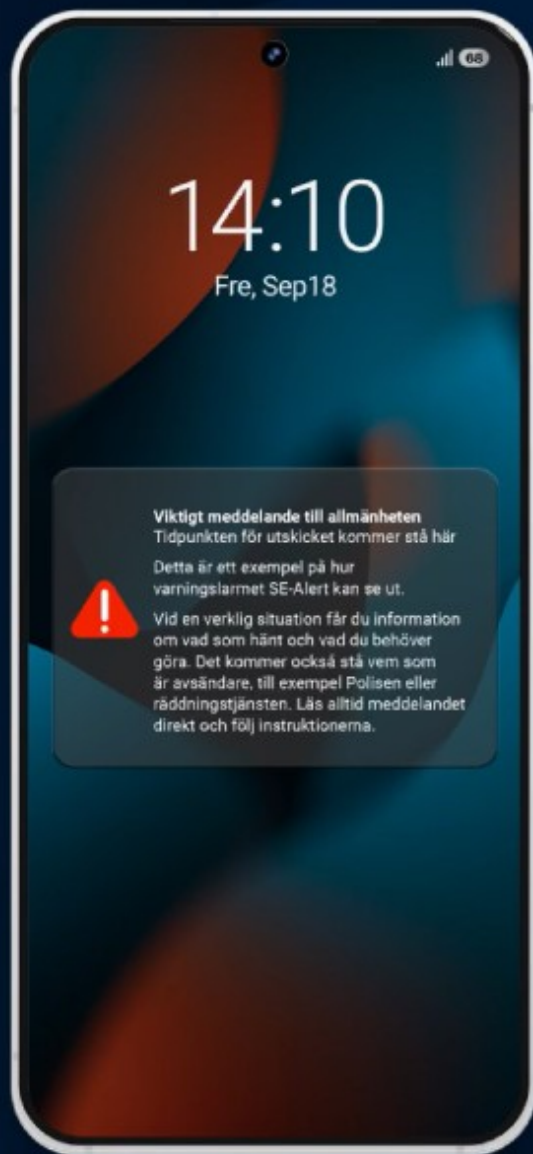 68
14:10
Fre, Sep18
Viktigt meddelande till allmänheten
Tidpunkten för utskicket kommer stå här
Detta är ett exempel på hur
varningslarmet SE-Alert kan se ut.
Vid en verklig situation får du information
om vad som hänt och vad du behöver
göra. Det kommer också stå vem som
är avsändare, till exempel Polisen eller
räddningstjänsten. Läs alltid meddelandet
direkt och följ instruktionerna.